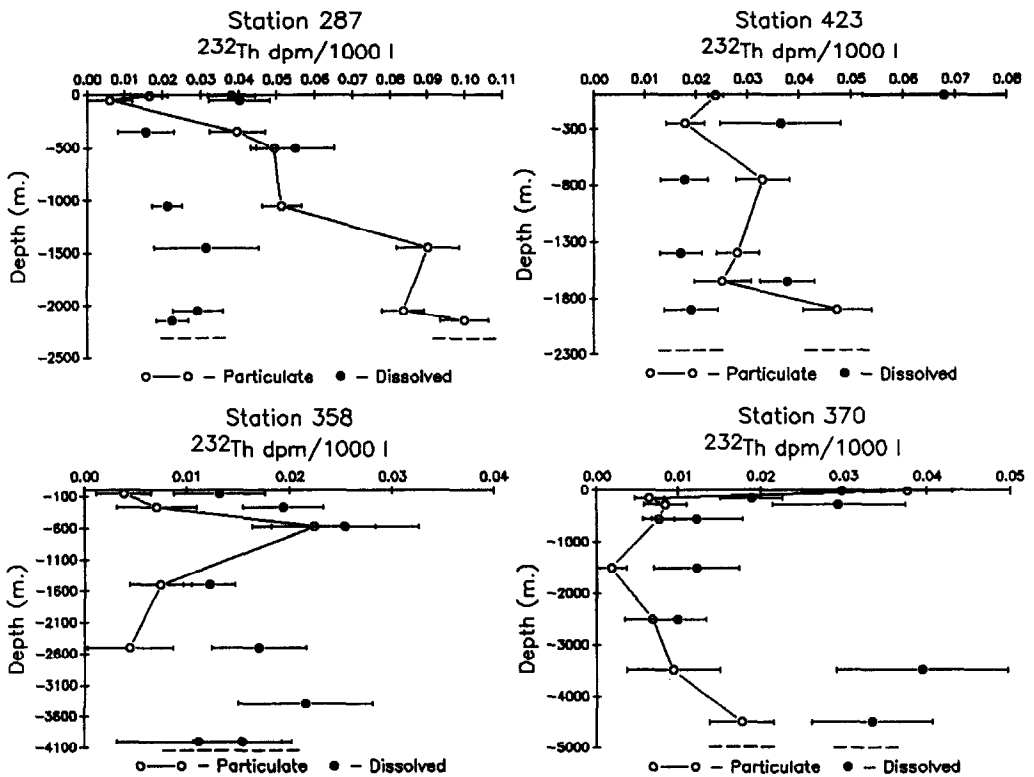 Station 287
²³²Th dpm/1000 l
0.00 0.01 0.02 0.03 0.04 0.05 0.06 0.07 0.08 0.09 0.10 0.11
0
-500
-1000
-1500
-2000
-2500
Depth (m.)
o—o – Particulate ● – Dissolved
Station 423
²³²Th dpm/1000 l
0.00 0.01 0.02 0.03 0.04 0.05 0.06 0.07 0.08
-300
-800
-1300
-1800
-2300
Depth (m.)
o—o – Particulate ● – Dissolved
Station 358
²³²Th dpm/1000 l
0.00 0.01 0.02 0.03 0.04
-100
-600
-1100
-1600
-2100
-2600
-3100
-3600
-4100
Depth (m.)
o—o – Particulate ● – Dissolved
Station 370
²³²Th dpm/1000 l
0.00 0.01 0.02 0.03 0.04 0.05
0
-1000
-2000
-3000
-4000
-5000
Depth (m.)
o—o – Particulate ● – Dissolved